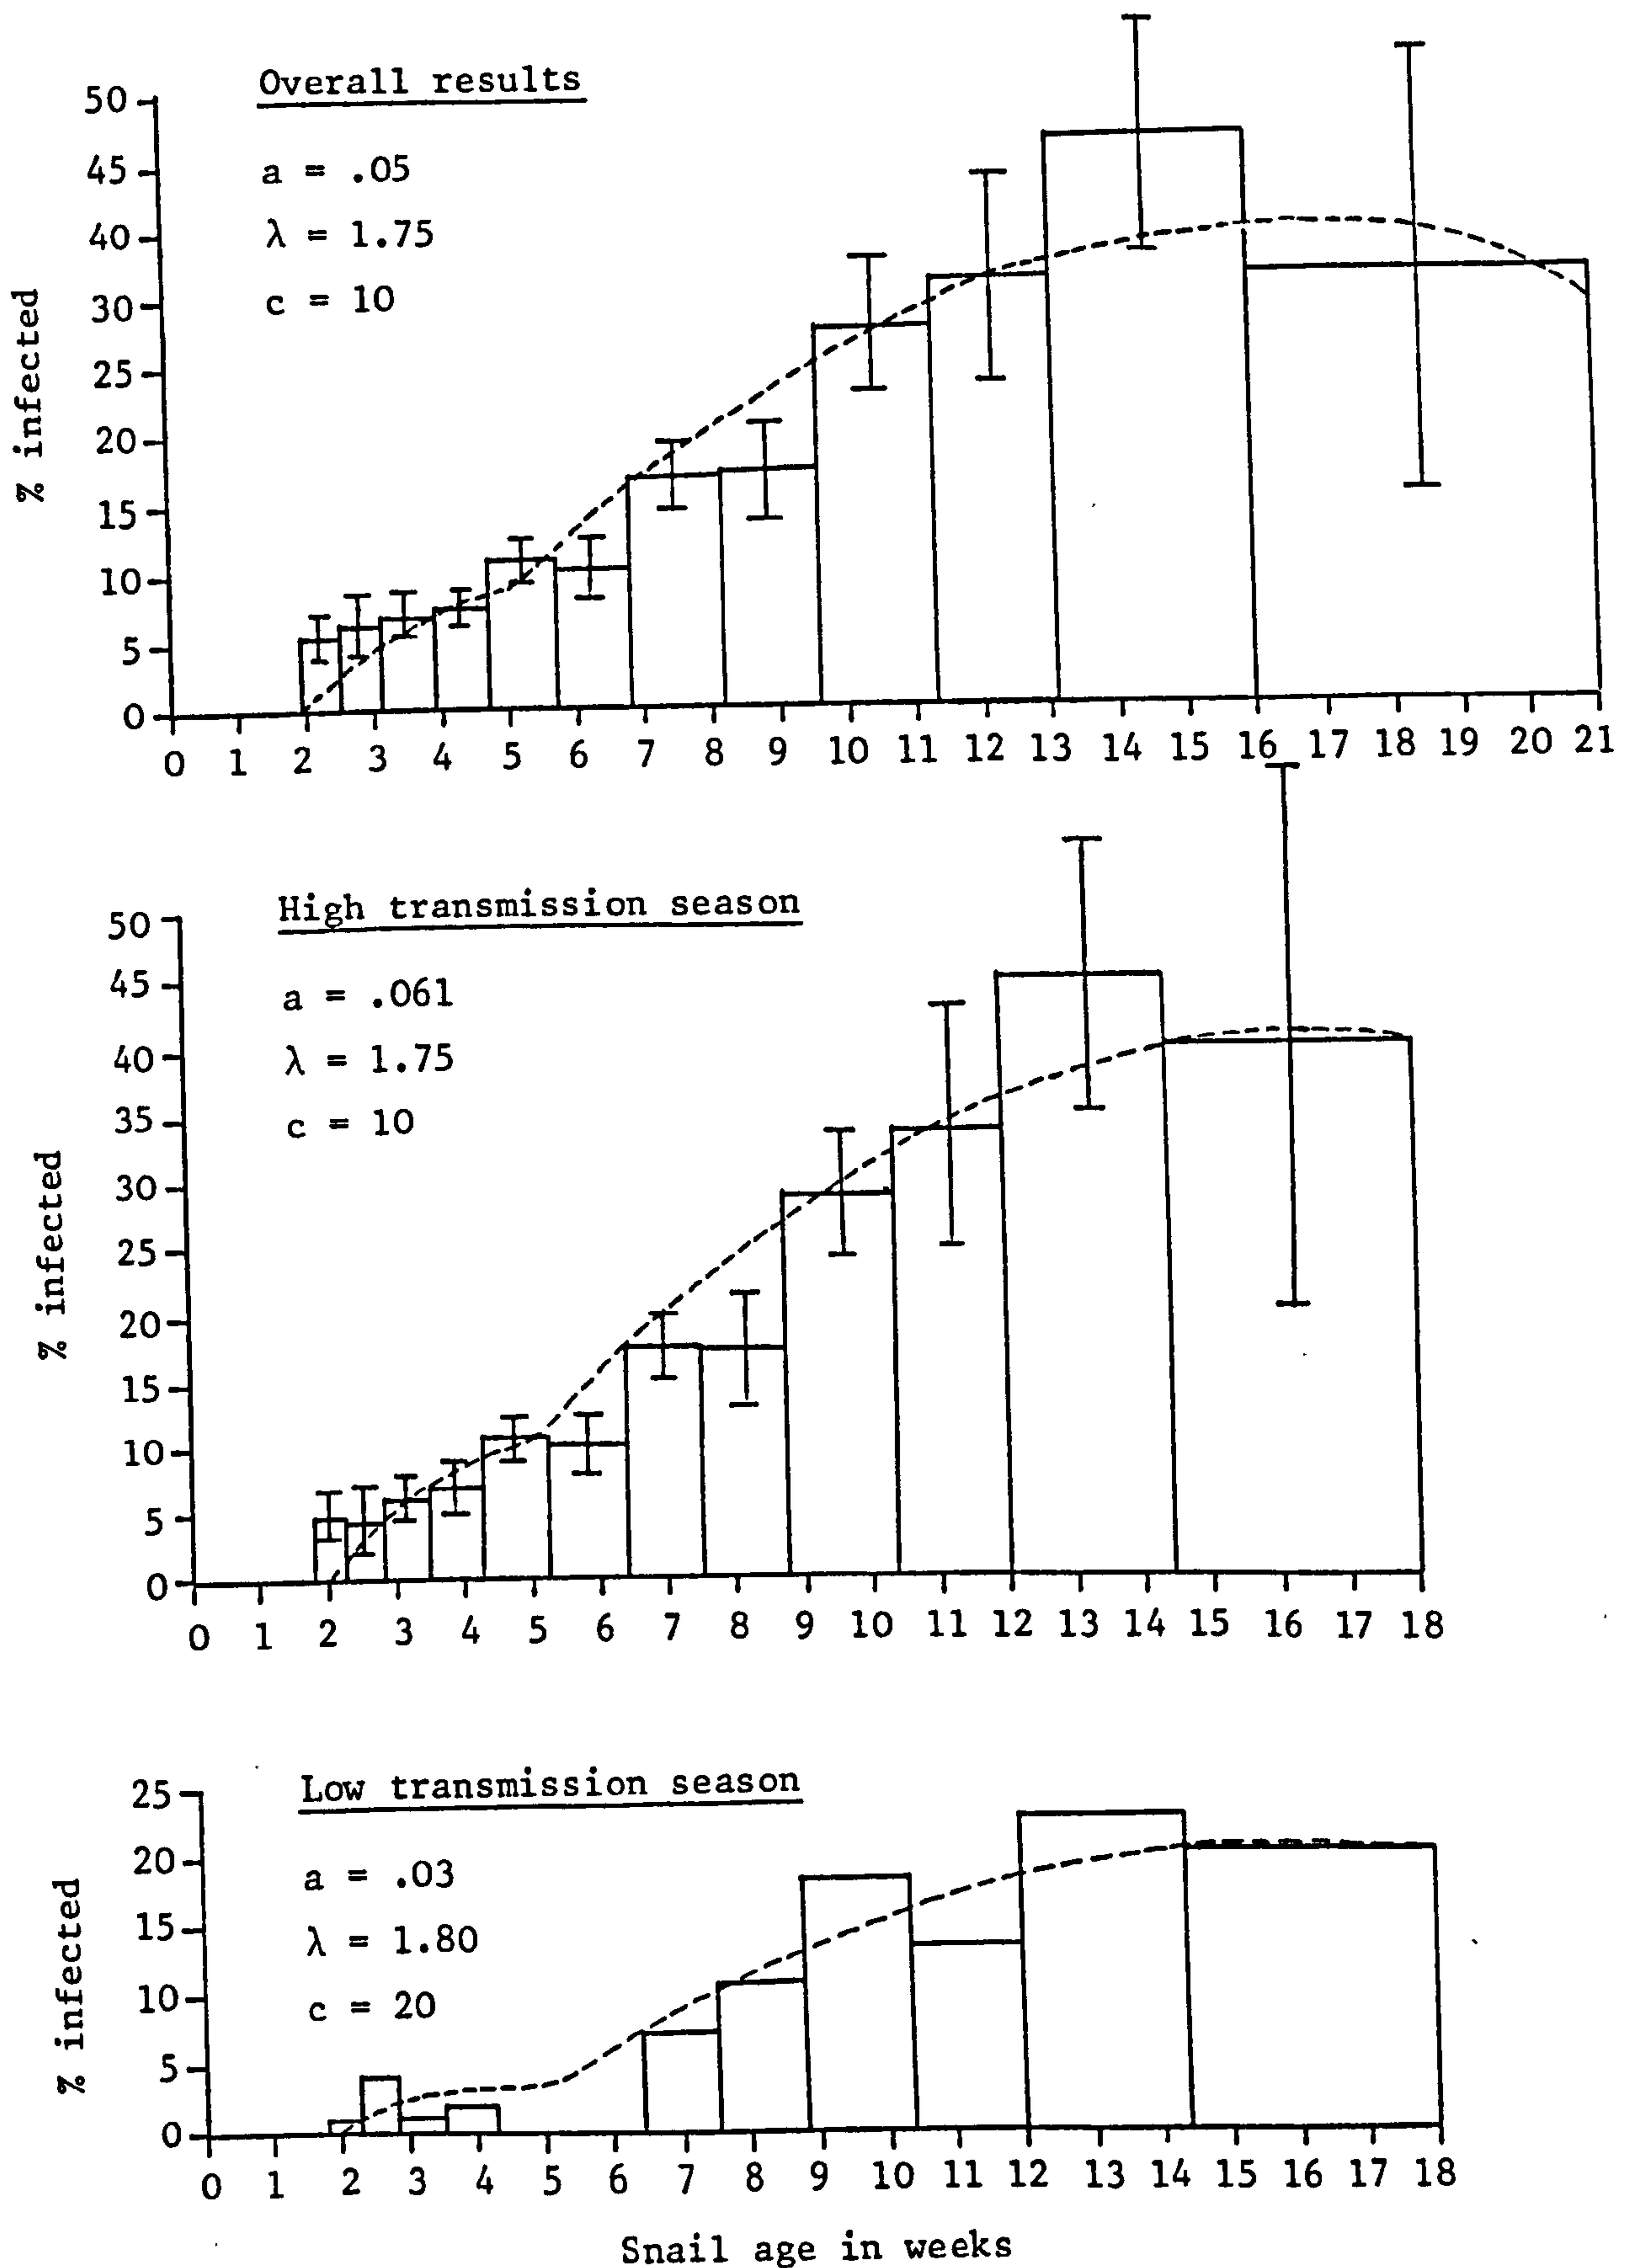 Overall results
a = .05
λ = 1.75
c = 10
50
45
40
35
30
25
20
15
10
5
0
% infected
0 1 2 3 4 5 6 7 8 9 10 11 12 13 14 15 16 17 18 19 20 21
High transmission season
a = .061
λ = 1.75
c = 10
50
45
40
35
30
25
20
15
10
5
0
% infected
0 1 2 3 4 5 6 7 8 9 10 11 12 13 14 15 16 17 18
Low transmission season
a = .03
λ = 1.80
c = 20
25
20
15
10
5
0
% infected
0 1 2 3 4 5 6 7 8 9 10 11 12 13 14 15 16 17 18
Snail age in weeks